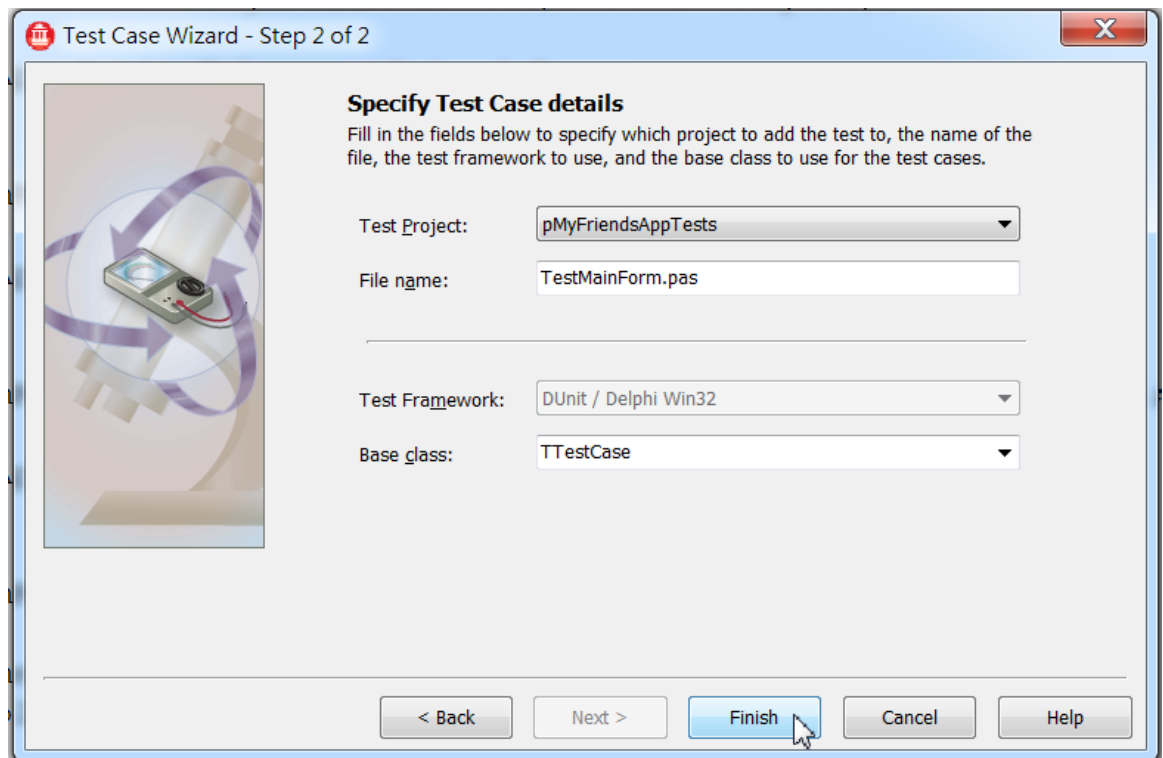 Test Case Wizard - Step 2 of 2
Specify Test Case details
Fill in the fields below to specify which project to add the test to, the name of the
file, the test framework to use, and the base class to use for the test cases.
Test Project: pMyFriendsAppTests
File name: TestMainForm.pas
Test Framework: DUnit / Delphi Win32
Base class: TTestCase
< Back Next > Finish Cancel Help